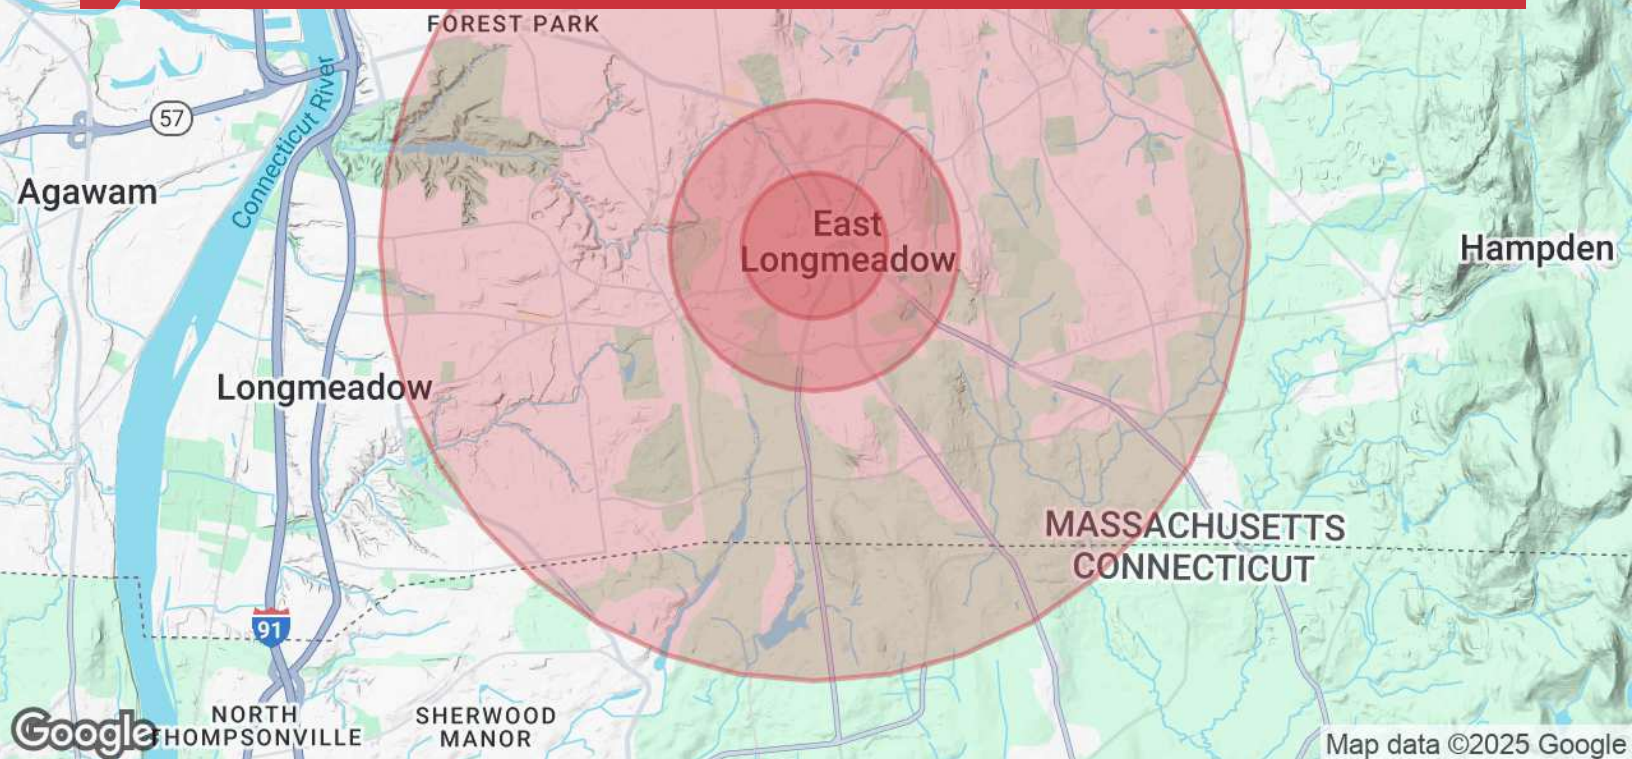 FOREST PARK
57
Connecticut River
Agawam
East
Longmeadow
Hampden
Longmeadow
MASSACHUSETTS
CONNECTICUT
91
NORTH
THOMPSONVILLE
SHERWOOD
MANOR
Google
Map data ©2025 Google